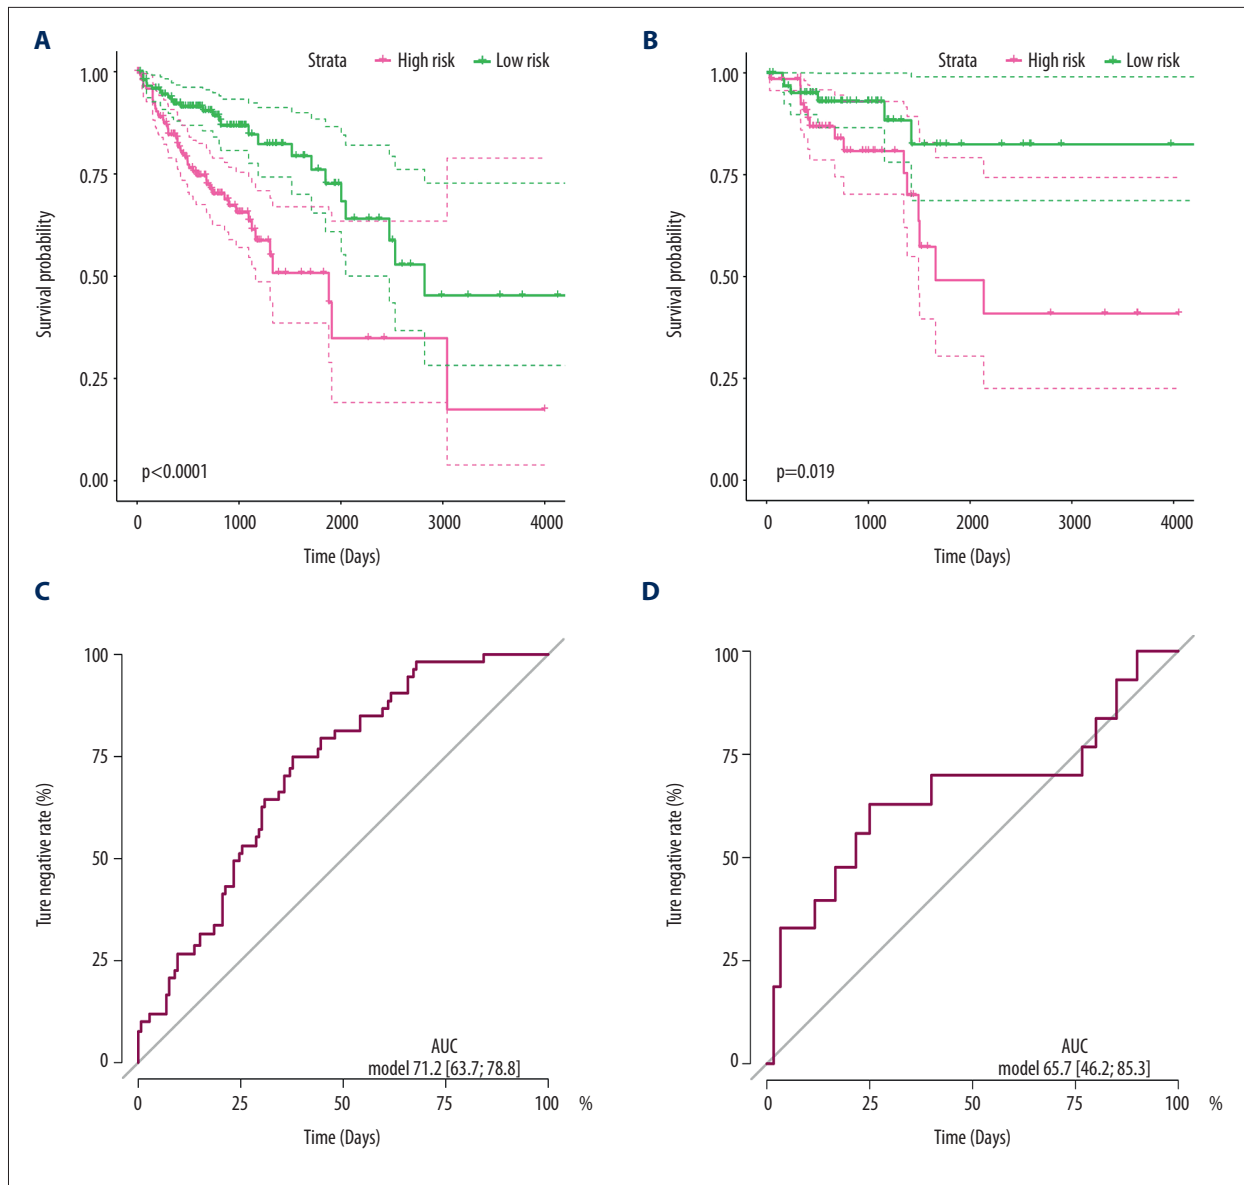 A
Strata High risk Low risk
1.00
0.75
0.50
0.25
0.00
Survival probability
p<0.0001
0 1000 2000 3000 4000
Time (Days)
B
Strata High risk Low risk
1.00
0.75
0.50
0.25
0.00
Survival probability
p=0.019
0 1000 2000 3000 4000
Time (Days)
C
100
75
50
25
0
Ture negative rate (%)
AUC
model 71.2 [63.7; 78.8]
0 25 50 75 100 %
Time (Days)
D
100
75
50
25
0
Ture negative rate (%)
AUC
model 65.7 [46.2; 85.3]
0 25 50 75 100 %
Time (Days)